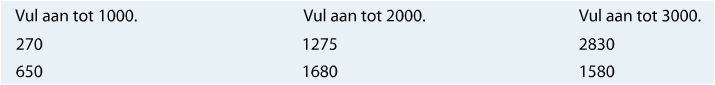 Vul aan tot 1000. Vul aan tot 2000. Vul aan tot 3000.
270 1275 2830
650 1680 1580